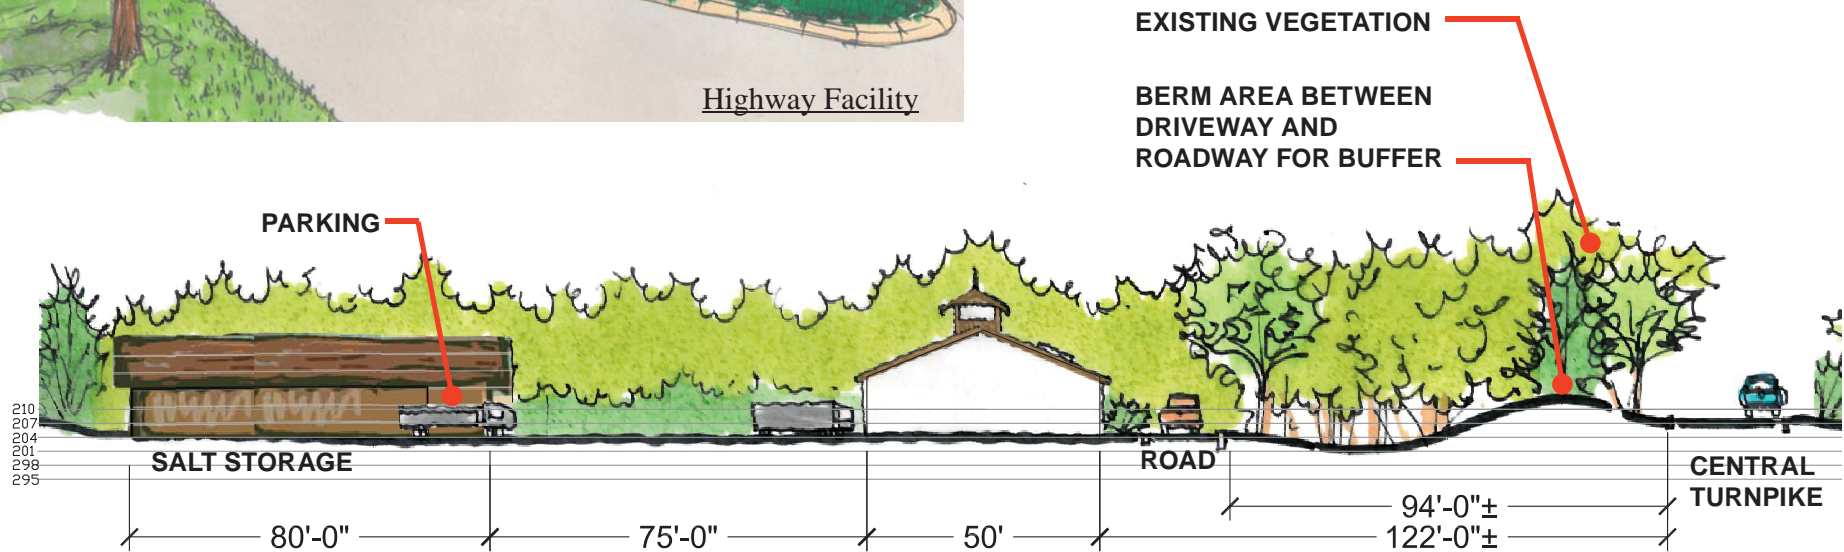 EXISTING VEGETATION
Highway Facility
BERM AREA BETWEEN
DRIVEWAY AND
ROADWAY FOR BUFFER
PARKING
210
207
204
201
298
295
SALT STORAGE
ROAD
CENTRAL
TURNPIKE
94'-0"±
80'-0"
75'-0"
50'
122'-0"±